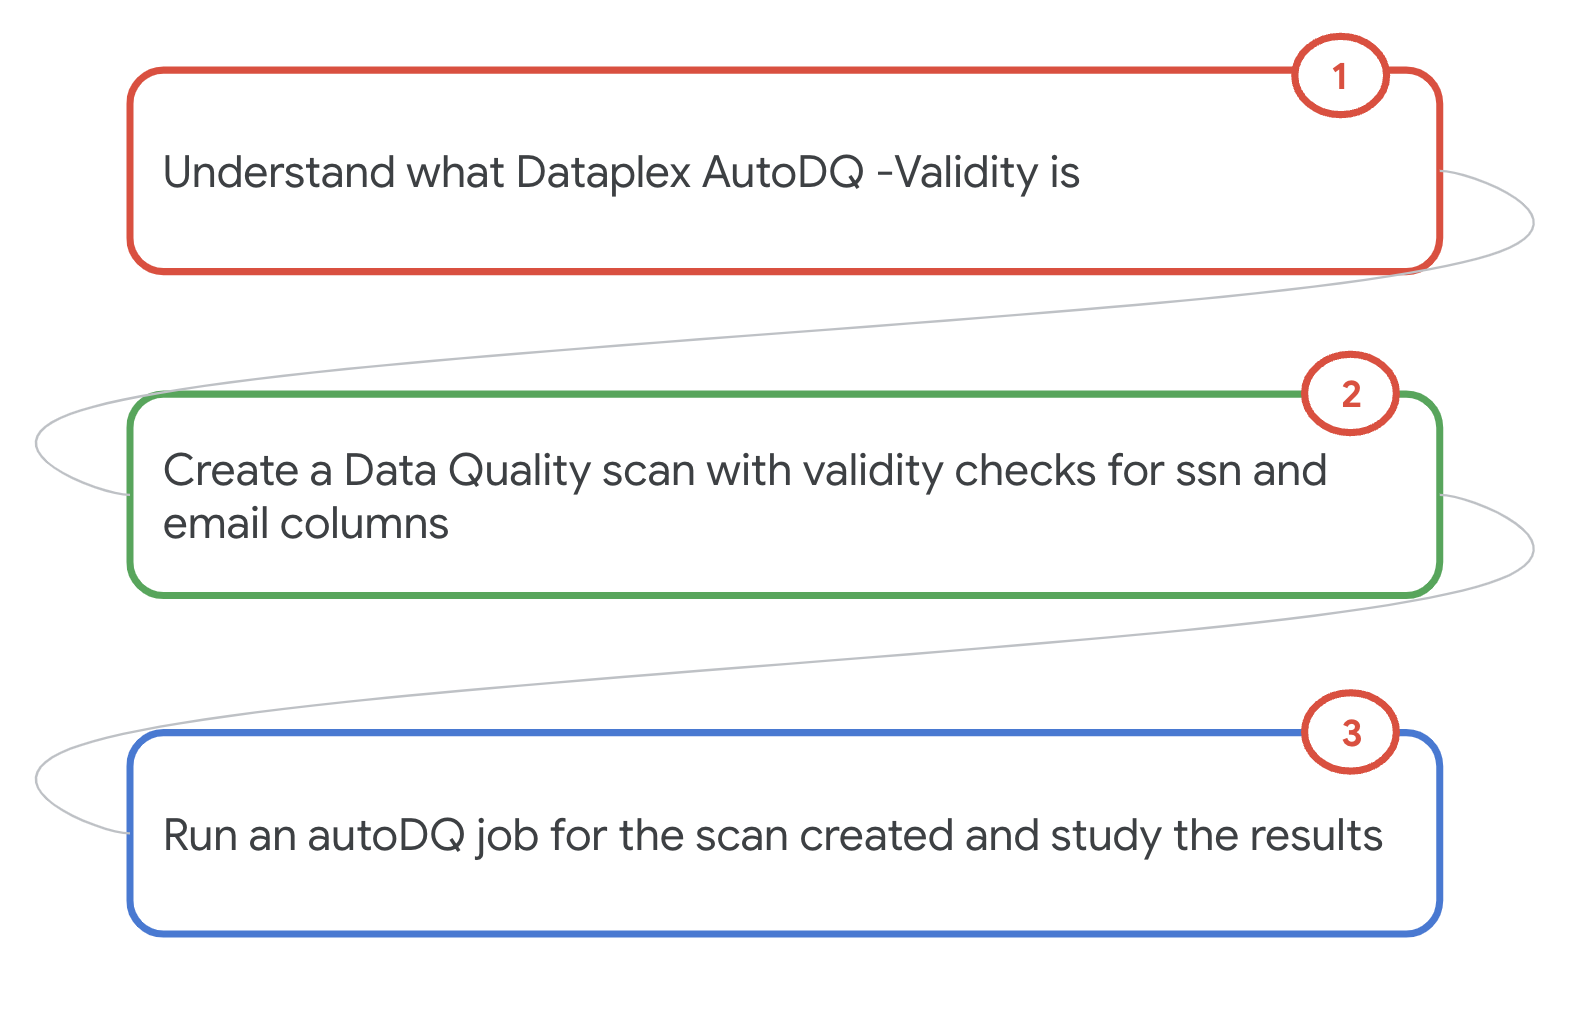 1
Understand what Dataplex AutoDQ -Validity is
2
Create a Data Quality scan with validity checks for ssn and
email columns
3
Run an autoDQ job for the scan created and study the results